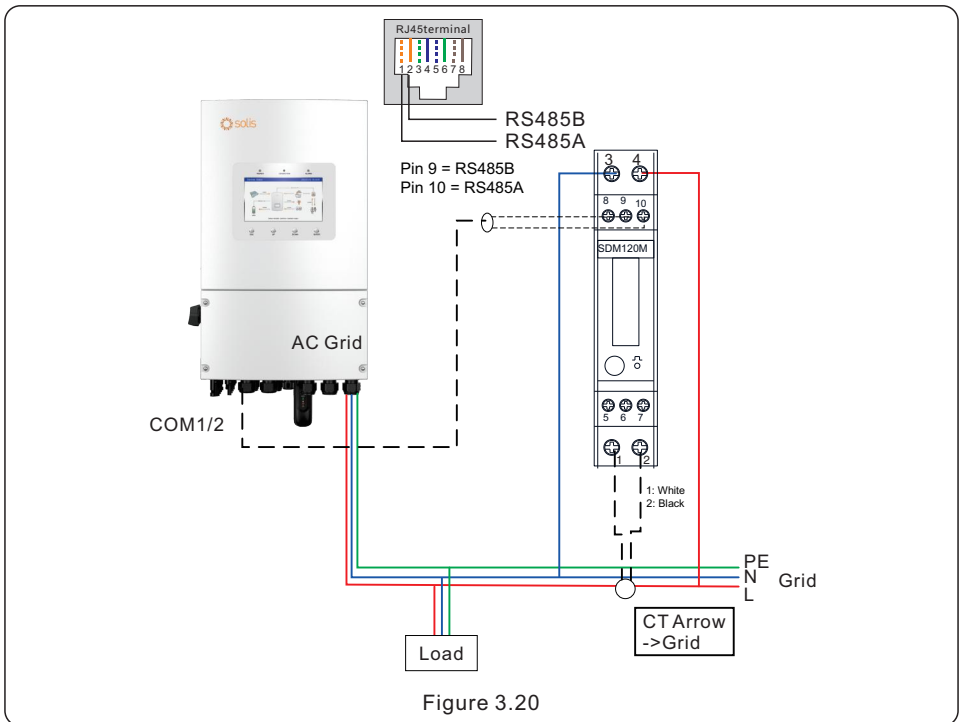 RJ45terminal
1 2 3 4 5 6 7 8
RS485B
RS485A
solis
Pin 9 = RS485B
Pin 10 = RS485A
3 4
8 9 10
SDM120M
AC Grid
COM1/2
5 6 7
1 2
1: White
2: Black
PE
N
L
Grid
CT Arrow
->Grid
Load
Figure 3.20